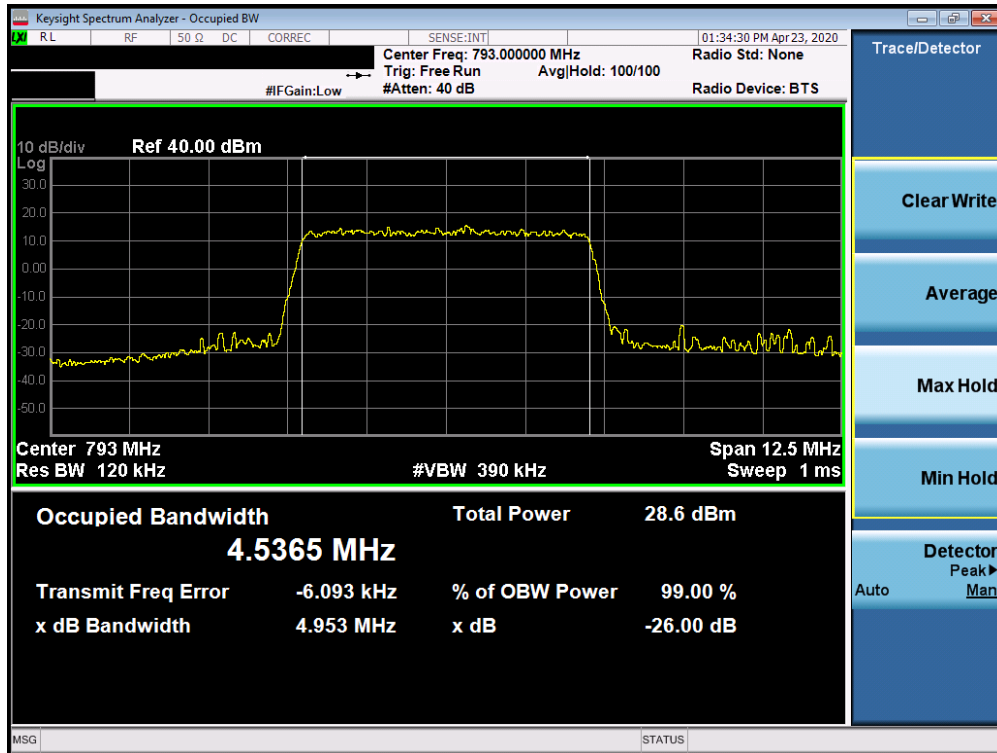 Keysight Spectrum Analyzer - Occupied BW
LXI RL RF 50 Ω DC CORREC SENSE:INT 01:34:30 PM Apr 23, 2020
Center Freq: 793.000000 MHz Radio Std: None
Trig: Free Run Avg|Hold: 100/100
#IFGain:Low #Atten: 40 dB Radio Device: BTS
Trace/Detector
10 dB/div Ref 40.00 dBm
Log
30.0
20.0
10.0
0.00
-10.0
-20.0
-30.0
-40.0
-50.0
Center 793 MHz Span 12.5 MHz
Res BW 120 kHz #VBW 390 kHz Sweep 1 ms
Occupied Bandwidth Total Power 28.6 dBm
4.5365 MHz
Transmit Freq Error -6.093 kHz % of OBW Power 99.00 %
x dB Bandwidth 4.953 MHz x dB -26.00 dB
Clear Write
Average
Max Hold
Min Hold
Detector
Peak▶
Auto Man
MSG STATUS